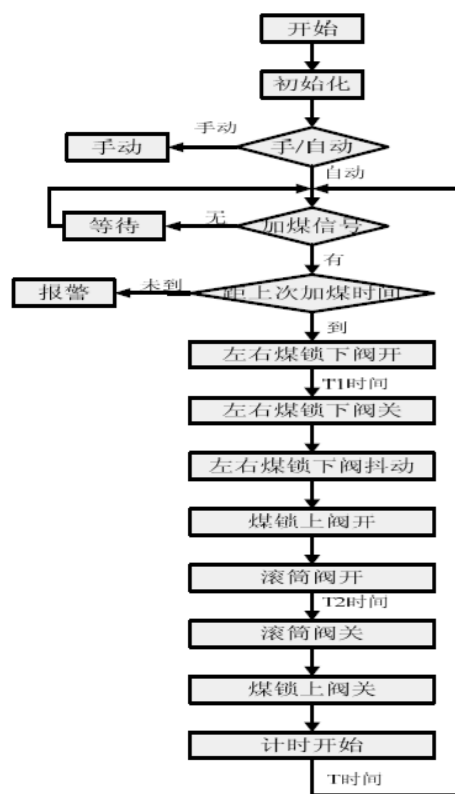 开始
初始化
手动
手动
手/自动
自动
等待
无
加煤信号
有
报警
未到
距上次加煤时间
到
左右煤锁下阀开
T1时间
左右煤锁下阀关
左右煤锁下阀抖动
煤锁上阀开
滚筒阀开
T2时间
滚筒阀关
煤锁上阀关
计时开始
T时间